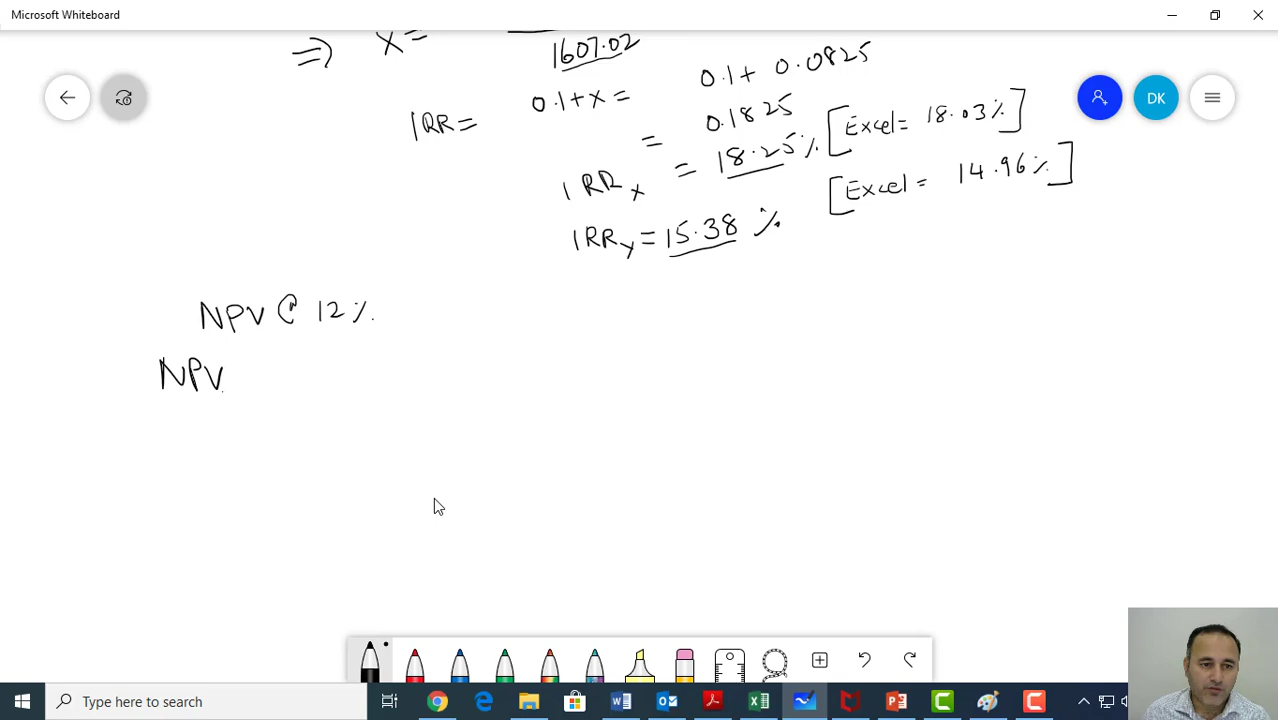 Microsoft Whiteboard
⇒ X = 1607.02
IRR = 0.1+x = 0.1 + 0.0825
= 0.1825
IRRx = 18.25% [Excel = 18.03%]
IRRY = 15.38 % [Excel = 14.96%]
NPV @ 12%
NPV
DK
Type here to search